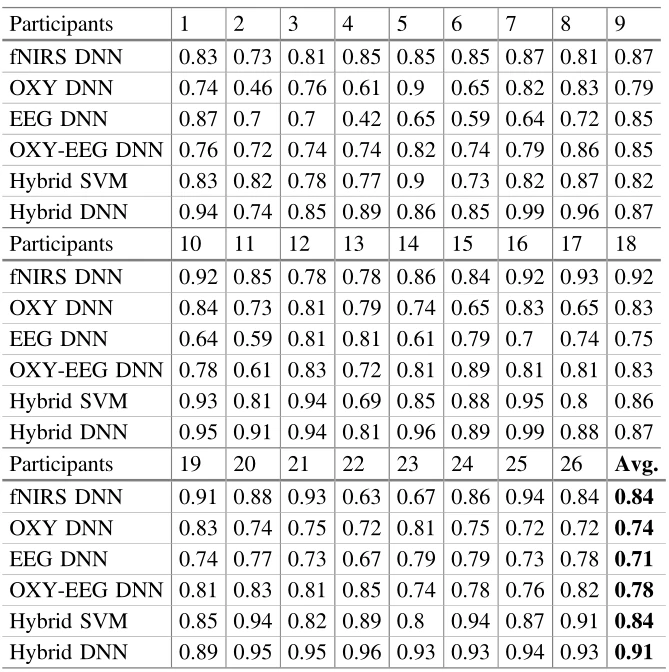 Participants 1 2 3 4 5 6 7 8 9
fNIRS DNN 0.83 0.73 0.81 0.85 0.85 0.85 0.87 0.81 0.87
OXY DNN 0.74 0.46 0.76 0.61 0.9 0.65 0.82 0.83 0.79
EEG DNN 0.87 0.7 0.7 0.42 0.65 0.59 0.64 0.72 0.85
OXY-EEG DNN 0.76 0.72 0.74 0.74 0.82 0.74 0.79 0.86 0.85
Hybrid SVM 0.83 0.82 0.78 0.77 0.9 0.73 0.82 0.87 0.82
Hybrid DNN 0.94 0.74 0.85 0.89 0.86 0.85 0.99 0.96 0.87
Participants 10 11 12 13 14 15 16 17 18
fNIRS DNN 0.92 0.85 0.78 0.78 0.86 0.84 0.92 0.93 0.92
OXY DNN 0.84 0.73 0.81 0.79 0.74 0.65 0.83 0.65 0.83
EEG DNN 0.64 0.59 0.81 0.81 0.61 0.79 0.7 0.74 0.75
OXY-EEG DNN 0.78 0.61 0.83 0.72 0.81 0.89 0.81 0.81 0.83
Hybrid SVM 0.93 0.81 0.94 0.69 0.85 0.88 0.95 0.8 0.86
Hybrid DNN 0.95 0.91 0.94 0.81 0.96 0.89 0.99 0.88 0.87
Participants 19 20 21 22 23 24 25 26 Avg.
fNIRS DNN 0.91 0.88 0.93 0.63 0.67 0.86 0.94 0.84 0.84
OXY DNN 0.83 0.74 0.75 0.72 0.81 0.75 0.72 0.72 0.74
EEG DNN 0.74 0.77 0.73 0.67 0.79 0.79 0.73 0.78 0.71
OXY-EEG DNN 0.81 0.83 0.81 0.85 0.74 0.78 0.76 0.82 0.78
Hybrid SVM 0.85 0.94 0.82 0.89 0.8 0.94 0.87 0.91 0.84
Hybrid DNN 0.89 0.95 0.95 0.96 0.93 0.93 0.94 0.93 0.91